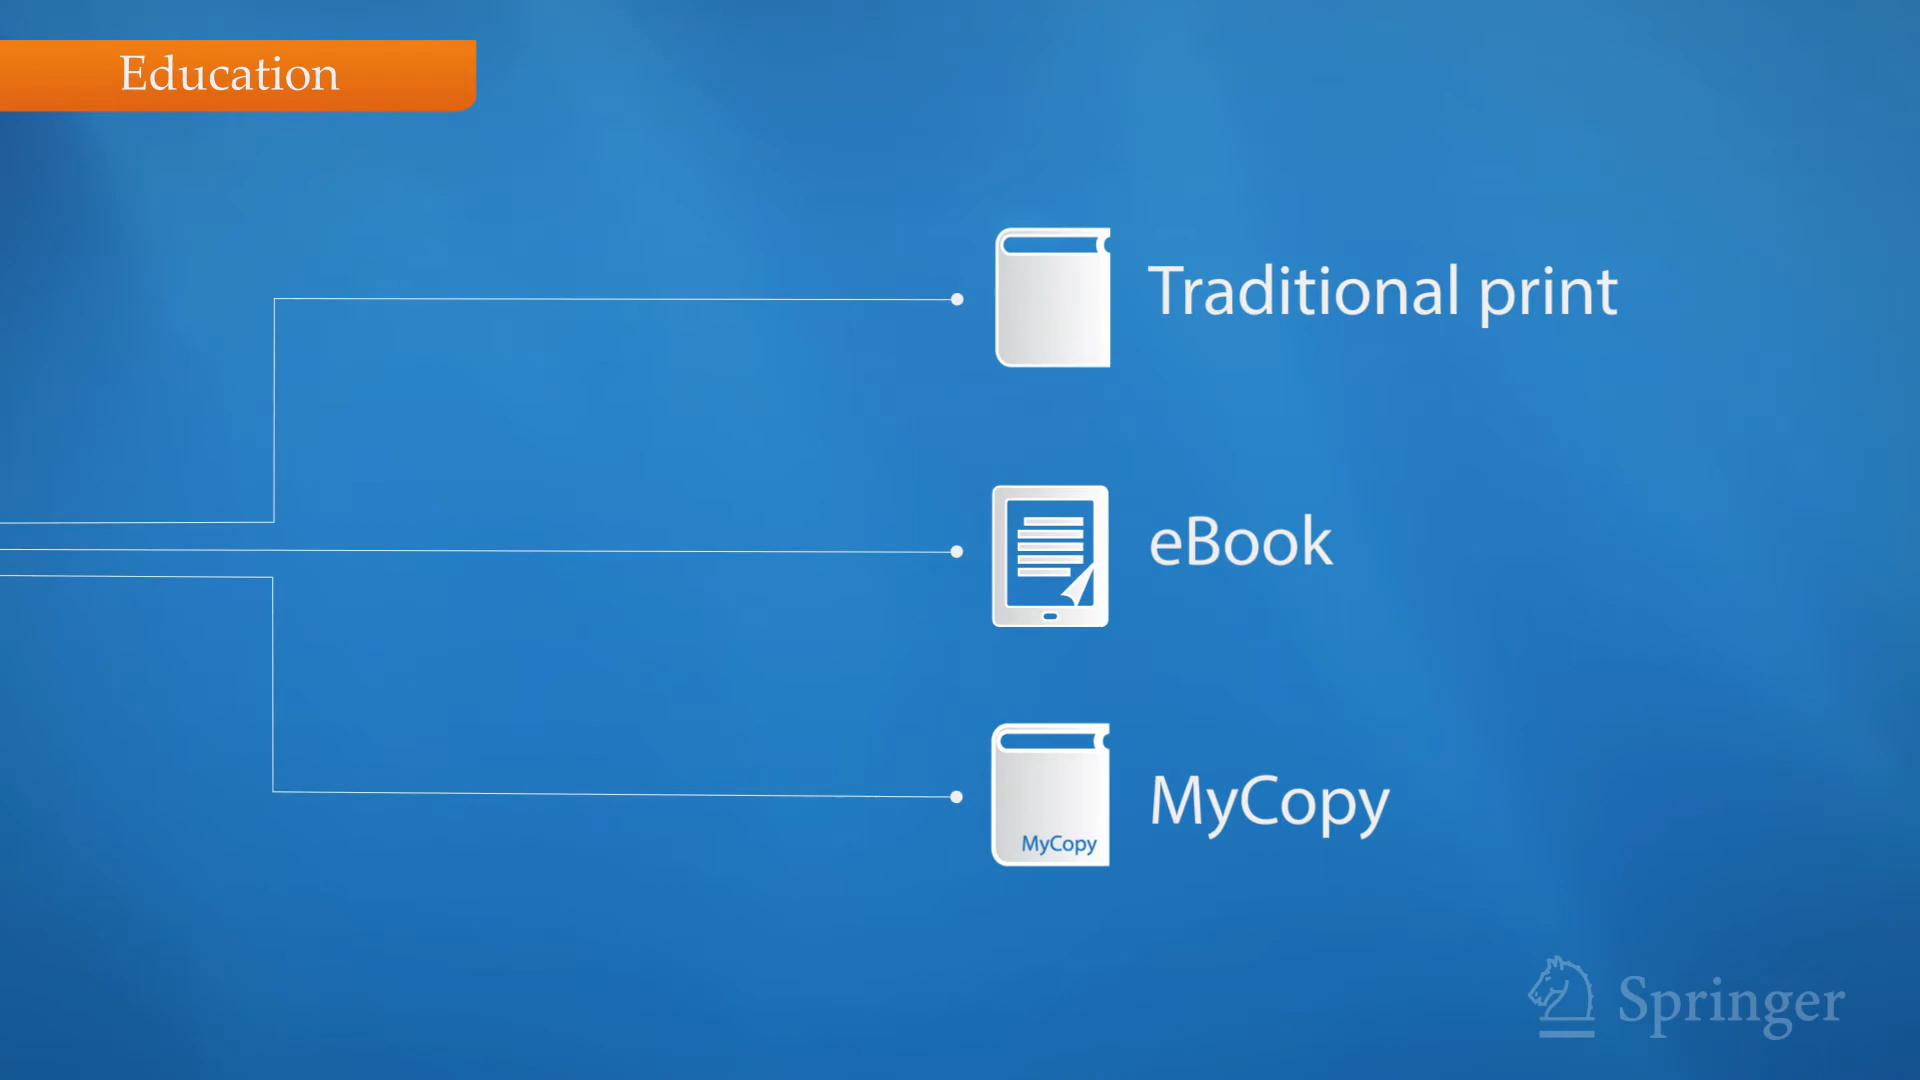 Education
Traditional print
eBook
MyCopy
MyCopy
Springer